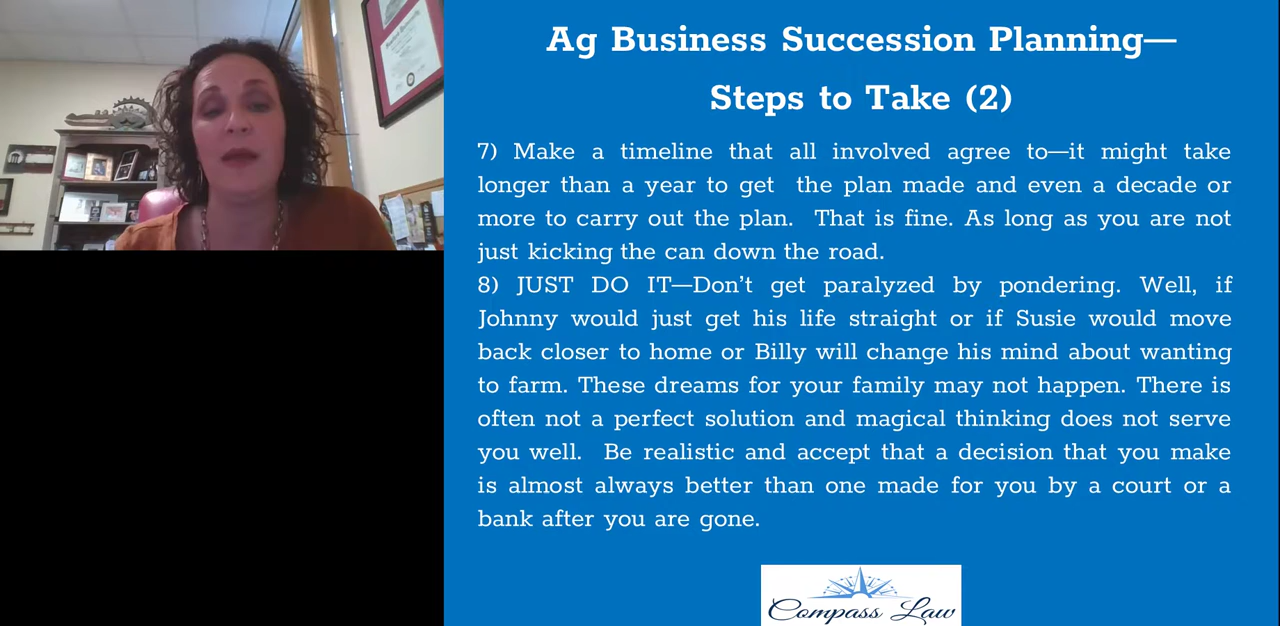 Ag Business Succession Planning—
Steps to Take (2)
7) Make a timeline that all involved agree to—it might take
longer than a year to get  the plan made and even a decade or
more to carry out the plan.  That is fine. As long as you are not
just kicking the can down the road.
8) JUST DO IT—Don't get paralyzed by pondering. Well, if
Johnny would just get his life straight or if Susie would move
back closer to home or Billy will change his mind about wanting
to farm. These dreams for your family may not happen. There is
often not a perfect solution and magical thinking does not serve
you well.  Be realistic and accept that a decision that you make
is almost always better than one made for you by a court or a
bank after you are gone.
Compass Law